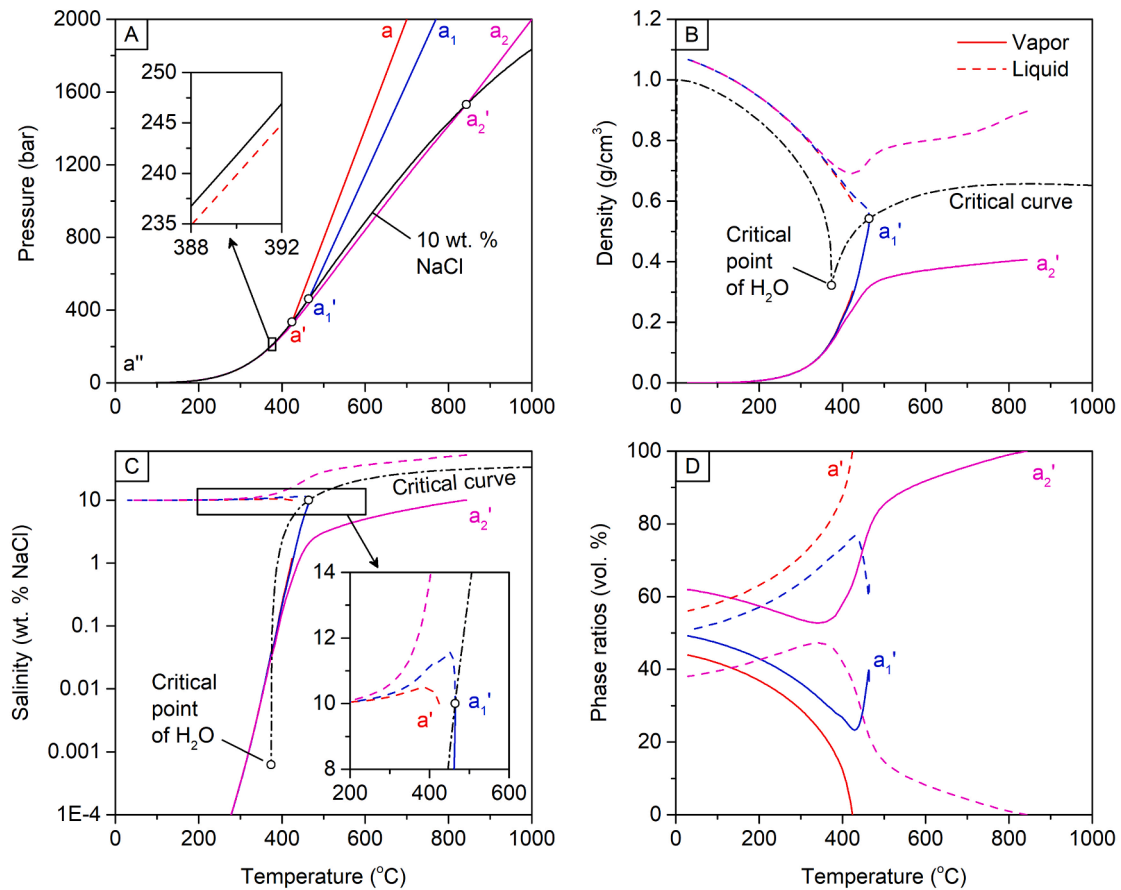 A
a
a₁
a₂
2000
1600
1200
800
400
0
Pressure (bar)
250
245
240
235
388
392
a₂'
10 wt. %
NaCl
a₁'
a'
a"
0
200
400
600
800
1000
B
Vapor
Liquid
1.2
1.0
0.8
0.6
0.4
0.2
0.0
Density (g/cm³)
Critical curve
a₁'
Critical
point
of H₂O
a₂'
0
200
400
600
800
1000
C
10
1
0.1
0.01
0.001
1E-4
Salinity (wt. % NaCl)
Critical curve
a₂'
14
12
10
8
a₁'
a'
200
400
600
Critical
point
of H₂O
0
200
400
600
800
1000
Temperature (°C)
D
a'
a₂'
100
80
60
40
20
0
Phase ratios (vol. %)
a₁'
0
200
400
600
800
1000
Temperature (°C)